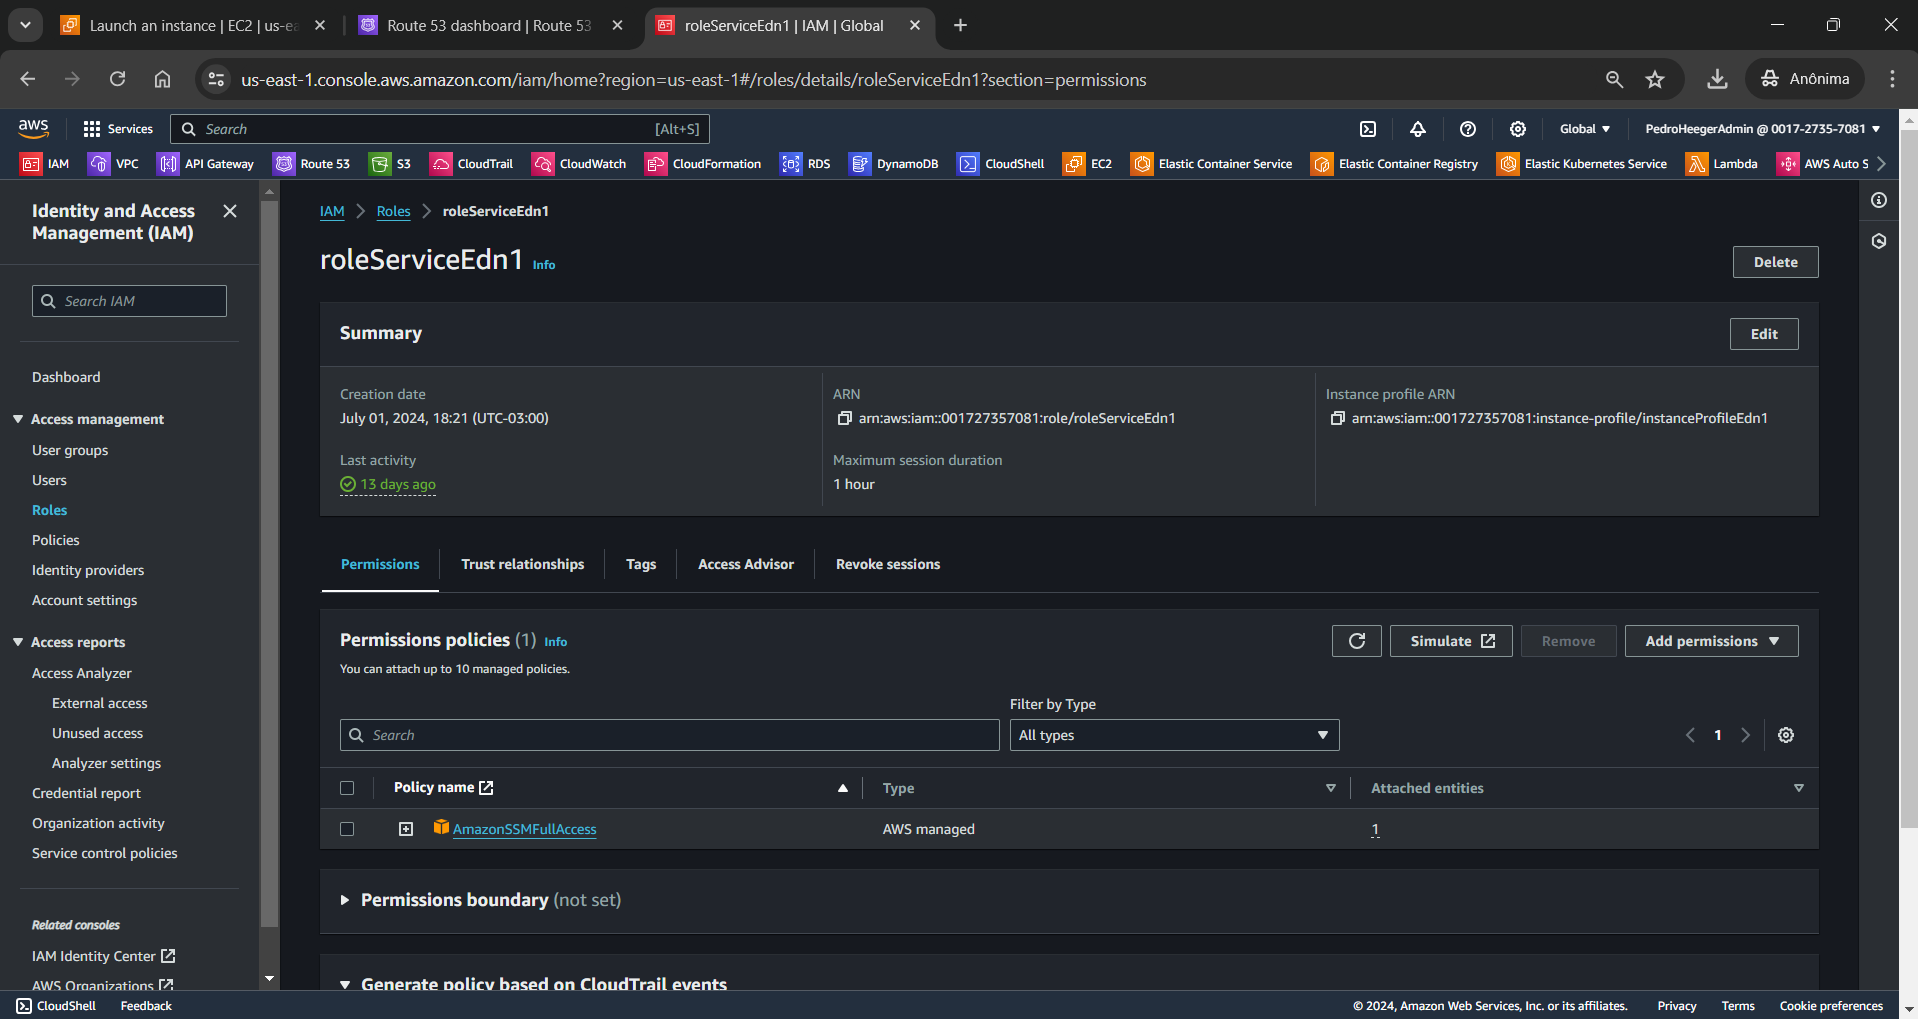 Launch an instance | EC2 | us-ea
Route 53 dashboard | Route 53
roleServiceEdn1 | IAM | Global
us-east-1.console.aws.amazon.com/iam/home?region=us-east-1#/roles/details/roleServiceEdn1?section=permissions
Anônima
aws
Services
Search
[Alt+S]
Global
PedroHeegerAdmin @ 0017-2735-7081
IAM
VPC
API Gateway
Route 53
S3
CloudTrail
CloudWatch
CloudFormation
RDS
DynamoDB
CloudShell
EC2
Elastic Container Service
Elastic Container Registry
Elastic Kubernetes Service
Lambda
AWS Auto S
Identity and Access
Management (IAM)
Search IAM
Dashboard
Access management
User groups
Users
Roles
Policies
Identity providers
Account settings
Access reports
Access Analyzer
External access
Unused access
Analyzer settings
Credential report
Organization activity
Service control policies
Related consoles
IAM Identity Center
AWS Organizations
IAM
Roles
roleServiceEdn1
roleServiceEdn1 Info
Delete
Summary
Edit
Creation date
July 01, 2024, 18:21 (UTC-03:00)
Last activity
13 days ago
ARN
arn:aws:iam::001727357081:role/roleServiceEdn1
Maximum session duration
1 hour
Instance profile ARN
arn:aws:iam::001727357081:instance-profile/instanceProfileEdn1
Permissions
Trust relationships
Tags
Access Advisor
Revoke sessions
Permissions policies (1) Info
You can attach up to 10 managed policies.
Simulate
Remove
Add permissions
Filter by Type
Search
All types
1
Policy name
Type
Attached entities
AmazonSSMFullAccess
AWS managed
1
Permissions boundary (not set)
Generate policy based on CloudTrail events
CloudShell
Feedback
© 2024, Amazon Web Services, Inc. or its affiliates.
Privacy
Terms
Cookie preferences